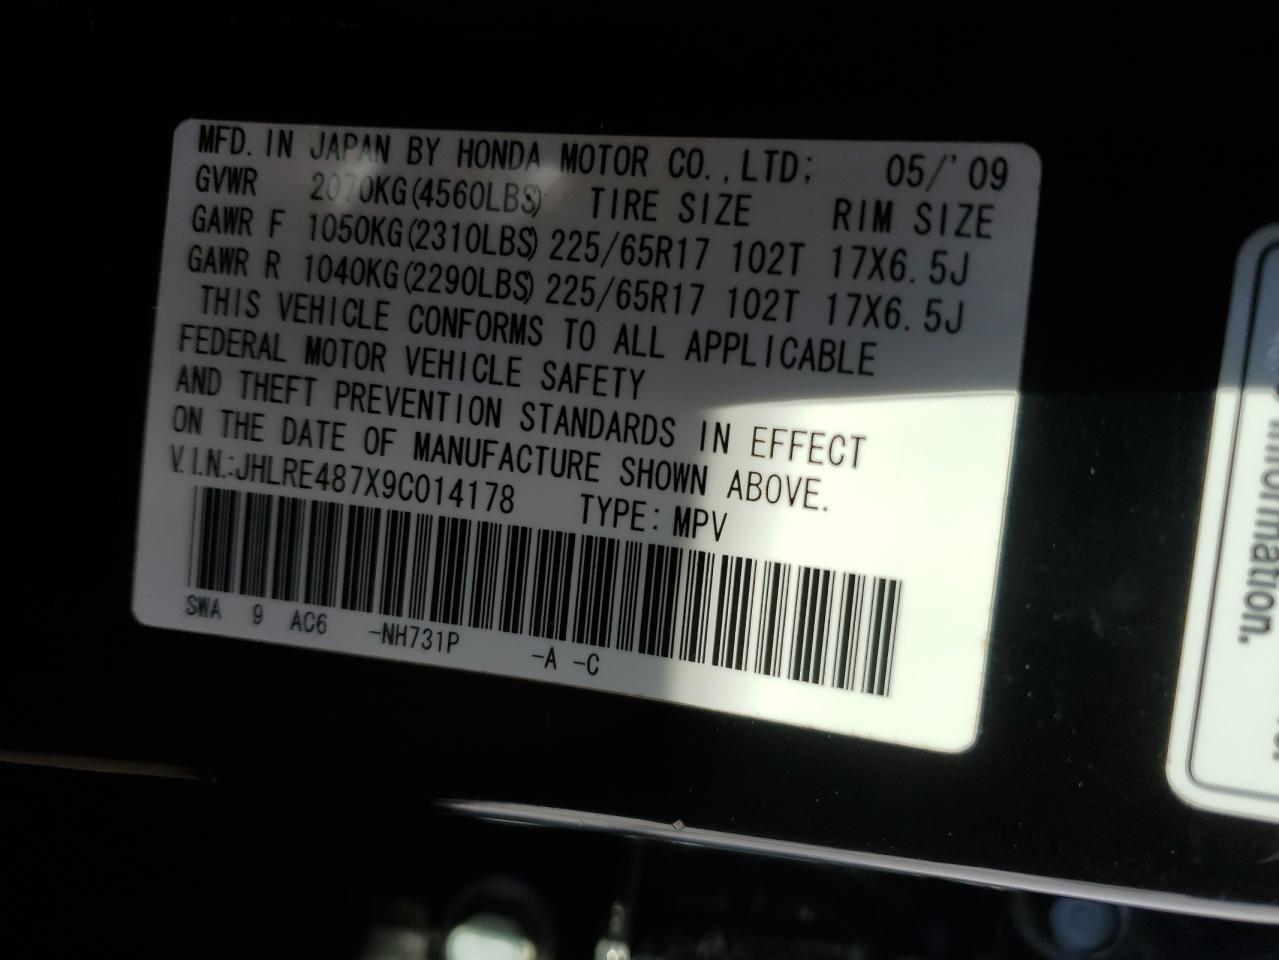 MFD. IN JAPAN BY HONDA MOTOR CO., LTD; 05/'09
GVWR 2070KG(4560LBS) TIRE SIZE RIM SIZE
GAWR F 1050KG(2310LBS) 225/65R17 102T 17X6.5J
GAWR R 1040KG(2290LBS) 225/65R17 102T 17X6.5J
THIS VEHICLE CONFORMS TO ALL APPLICABLE
FEDERAL MOTOR VEHICLE SAFETY
AND THEFT PREVENTION STANDARDS IN EFFECT
ON THE DATE OF MANUFACTURE SHOWN ABOVE.
V.I.N.:JHLRE487X9C014178 TYPE: MPV
SWA 9 AC6 -NH731P -A -C
information.